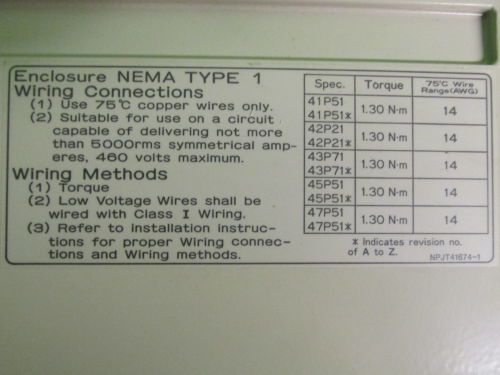 Enclosure NEMA TYPE 1
Wiring Connections
(1) Use 75℃ copper wires only.
(2) Suitable for use on a circuit
capable of delivering not more
than 5000rms symmetrical amp-
eres, 460 volts maximum.
Wiring Methods
(1) Torque
(2) Low Voltage Wires shall be
wired with Class I Wiring.
(3) Refer to installation instruc-
tions for proper Wiring connec-
tions and Wiring methods.
Spec. Torque 75℃ Wire
Range(AWG)
41P51
41P51* 1.30 N·m 14
42P21
42P21* 1.30 N·m 14
43P71
43P71* 1.30 N·m 14
45P51
45P51* 1.30 N·m 14
47P51
47P51* 1.30 N·m 14
* Indicates revision no.
of A to Z.
NPJT41674-1